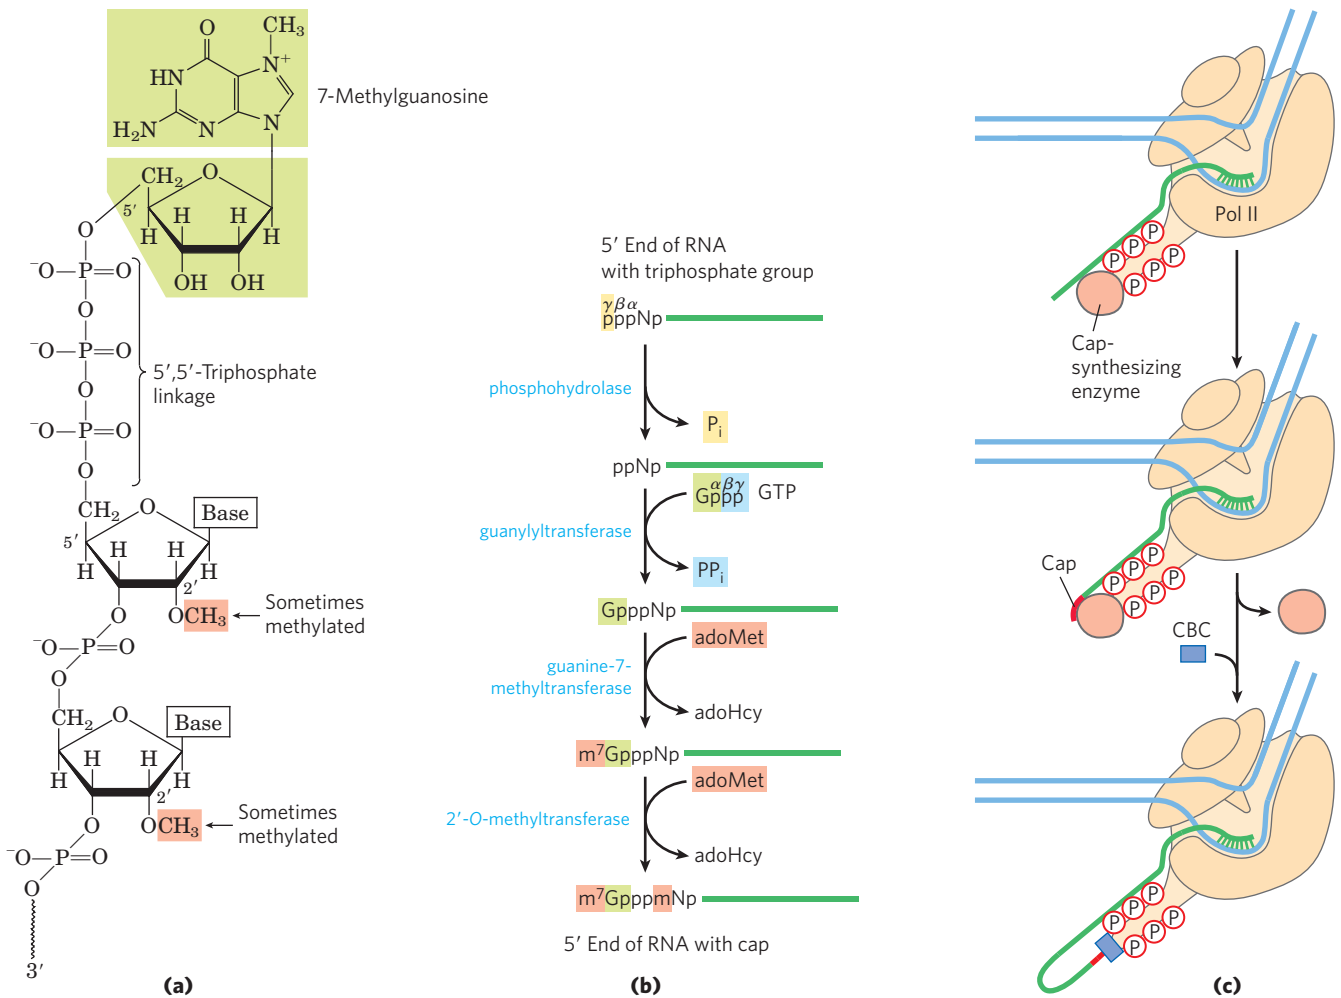 O
CH3
N+
HN
7-Methylguanosine
H2N
N
N
CH2
O
5′
H
H
H
H
O
OH
OH
−O—P=O
O
−O—P=O
5′,5′-Triphosphate
linkage
O
−O—P=O
O
CH2
O
Base
5′
H
H
H
H
2′
O
OCH3
Sometimes
methylated
−O—P=O
O
CH2
O
Base
H
H
H
H
2′
O
OCH3
Sometimes
methylated
−O—P=O
O
3′
(a)
5′ End of RNA
with triphosphate group
γβα
pppNp
phosphohydrolase
Pi
ppNp
αβγ
Gppp GTP
guanylyltransferase
PPi
GpppNp
adoMet
guanine-7-
methyltransferase
adoHcy
m7GpppNp
adoMet
2′-O-methyltransferase
adoHcy
m7GpppmNp
5′ End of RNA with cap
(b)
Pol II
P
P
P
P
P
P
Cap-
synthesizing
enzyme
Cap
P
P
P
P
P
P
CBC
P
P
P
P
P
P
(c)